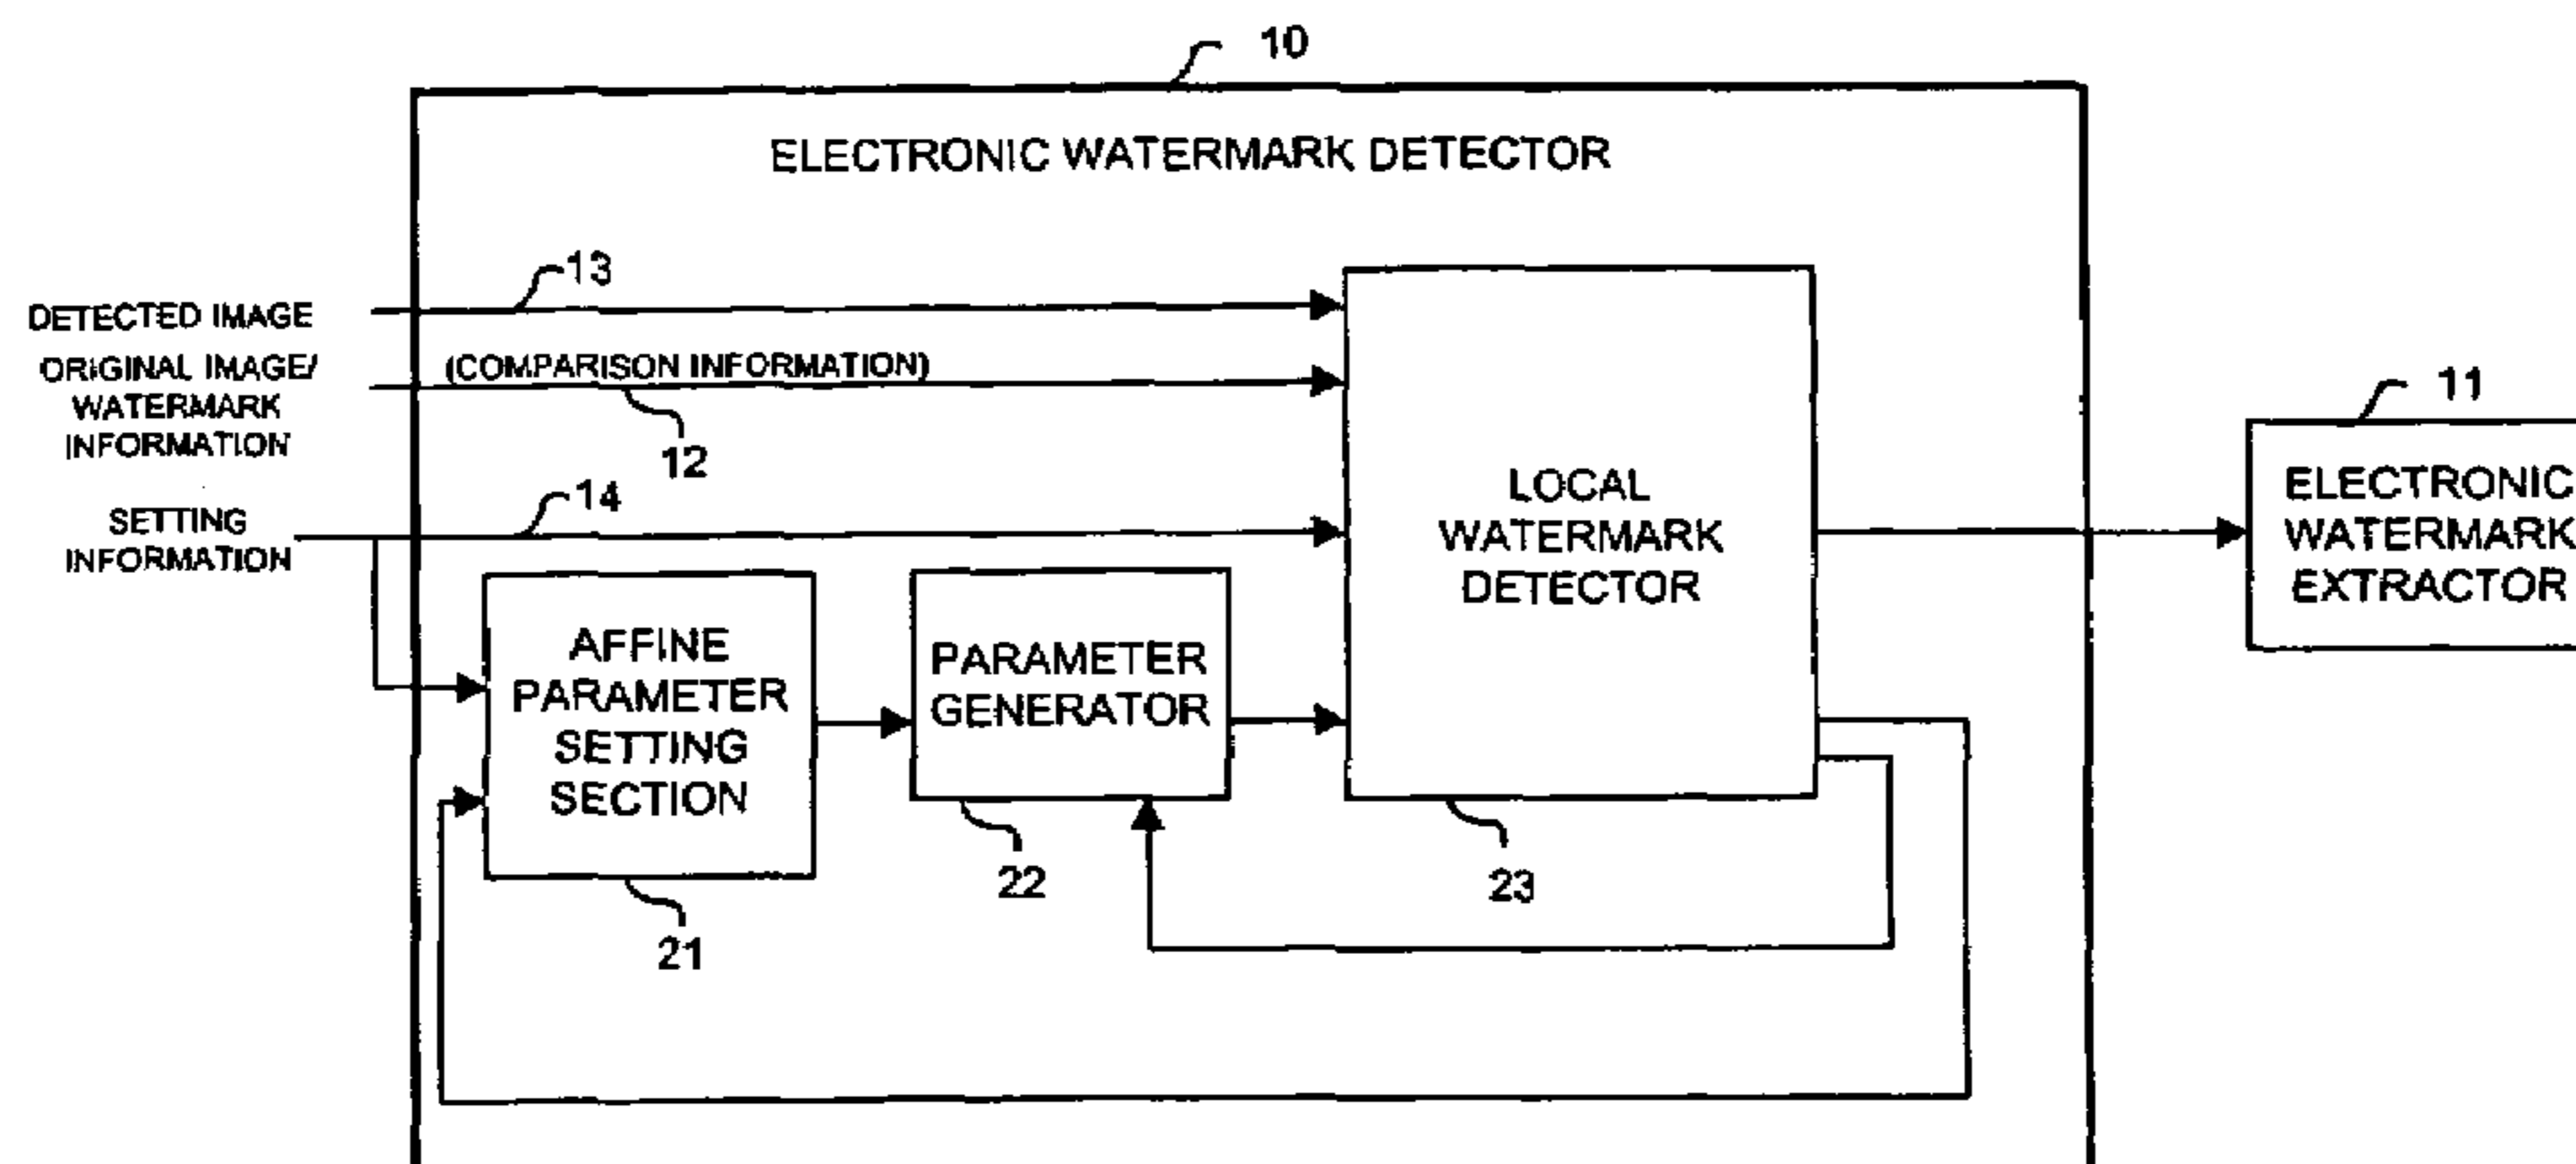 10
ELECTRONIC WATERMARK DETECTOR
13
DETECTED IMAGE
ORIGINAL IMAGE/
WATERMARK
INFORMATION
(COMPARISON INFORMATION)
12
14
SETTING
INFORMATION
LOCAL
WATERMARK
DETECTOR
11
ELECTRONIC
WATERMARK
EXTRACTOR
AFFINE
PARAMETER
SETTING
SECTION
PARAMETER
GENERATOR
21
22
23